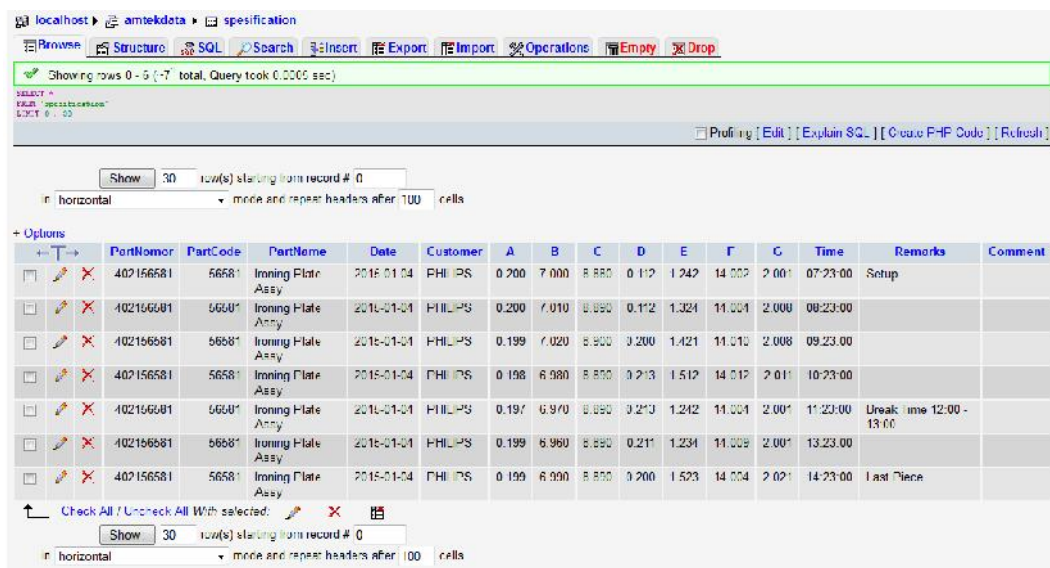 localhost ▸ amtekdata ▸ spesification
Browse Structure SQL Search Insert Export Import Operations Empty Drop
Showing rows 0 - 6 (~7 total, Query took 0.0005 sec)
SELECT *
FROM `spesification`
LIMIT 0 , 30
Profiling [ Edit ] [ Explain SQL ] [ Create PHP Code ] [ Refresh ]
Show : 30 row(s) starting from record # 0
in horizontal mode and repeat headers after 100 cells
+ Options
←T→ PartNomor PartCode PartName Date Customer A B C D E F G Time Remarks Comment
402156581 56581 Ironing Plate Assy 2015-01-04 PHILIPS 0.200 7.000 8.880 0.112 1.242 14.002 2.001 07:23:00 Setup
402156581 56581 Ironing Plate Assy 2015-01-04 PHILIPS 0.200 7.010 8.890 0.112 1.324 14.004 2.008 08:23:00
402156581 56581 Ironing Plate Assy 2015-01-04 PHILIPS 0.199 7.020 8.900 0.200 1.421 14.010 2.008 09:23:00
402156581 56581 Ironing Plate Assy 2015-01-04 PHILIPS 0.198 6.980 8.890 0.213 1.512 14.012 2.011 10:23:00
402156581 56581 Ironing Plate Assy 2015-01-04 PHILIPS 0.197 6.970 8.890 0.213 1.242 14.004 2.001 11:23:00 Break Time 12:00 - 13:00
402156581 56581 Ironing Plate Assy 2015-01-04 PHILIPS 0.199 6.960 8.890 0.211 1.234 14.009 2.001 13:23:00
402156581 56581 Ironing Plate Assy 2015-01-04 PHILIPS 0.199 6.990 8.890 0.200 1.523 14.004 2.021 14:23:00 Last Piece
Check All / Uncheck All With selected:
Show : 30 row(s) starting from record # 0
in horizontal mode and repeat headers after 100 cells